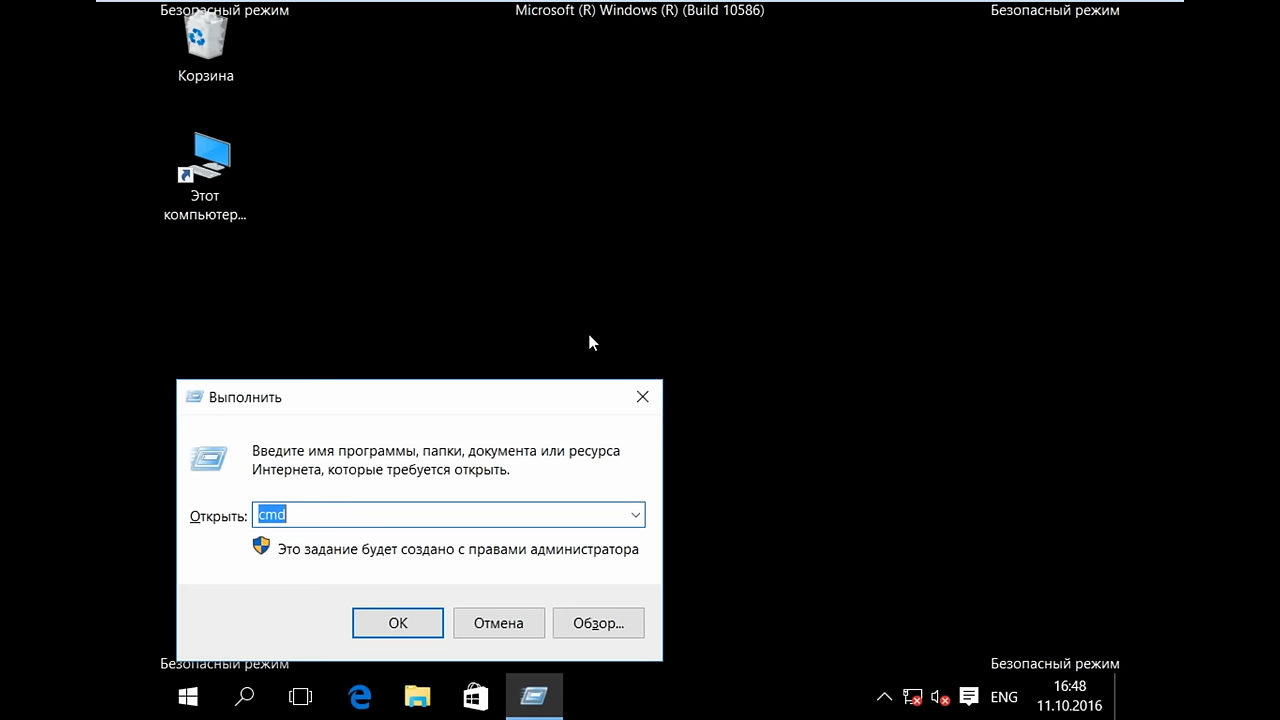 Безопасный режим
Microsoft (R) Windows (R) (Build 10586)
Безопасный режим
Корзина
Этот
компьютер...
Выполнить
Введите имя программы, папки, документа или ресурса
Интернета, которые требуется открыть.
Открыть:
cmd
Это задание будет создано с правами администратора
ОК
Отмена
Обзор...
Безопасный режим
Безопасный режим
ENG
16:48
11.10.2016